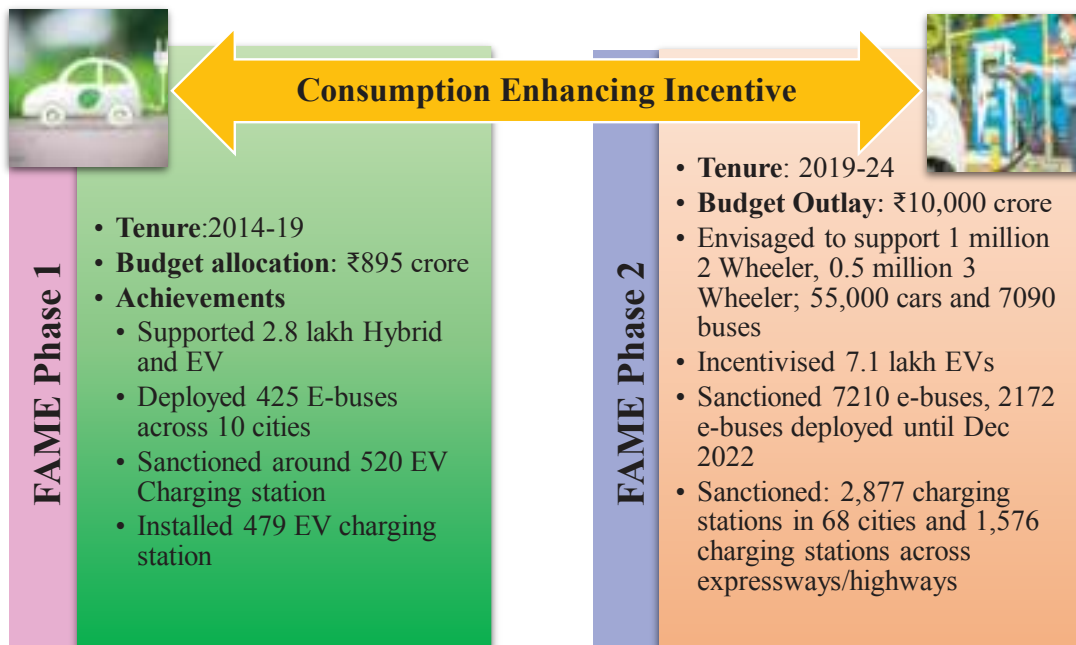 Consumption Enhancing Incentive
FAME Phase 1
• Tenure:2014-19
• Budget allocation: ₹895 crore
• Achievements
• Supported 2.8 lakh Hybrid
and EV
• Deployed 425 E-buses
across 10 cities
• Sanctioned around 520 EV
Charging station
• Installed 479 EV charging
station
FAME Phase 2
• Tenure: 2019-24
• Budget Outlay: ₹10,000 crore
• Envisaged to support 1 million
2 Wheeler, 0.5 million 3
Wheeler; 55,000 cars and 7090
buses
• Incentivised 7.1 lakh EVs
• Sanctioned 7210 e-buses, 2172
e-buses deployed until Dec
2022
• Sanctioned: 2,877 charging
stations in 68 cities and 1,576
charging stations across
expressways/highways